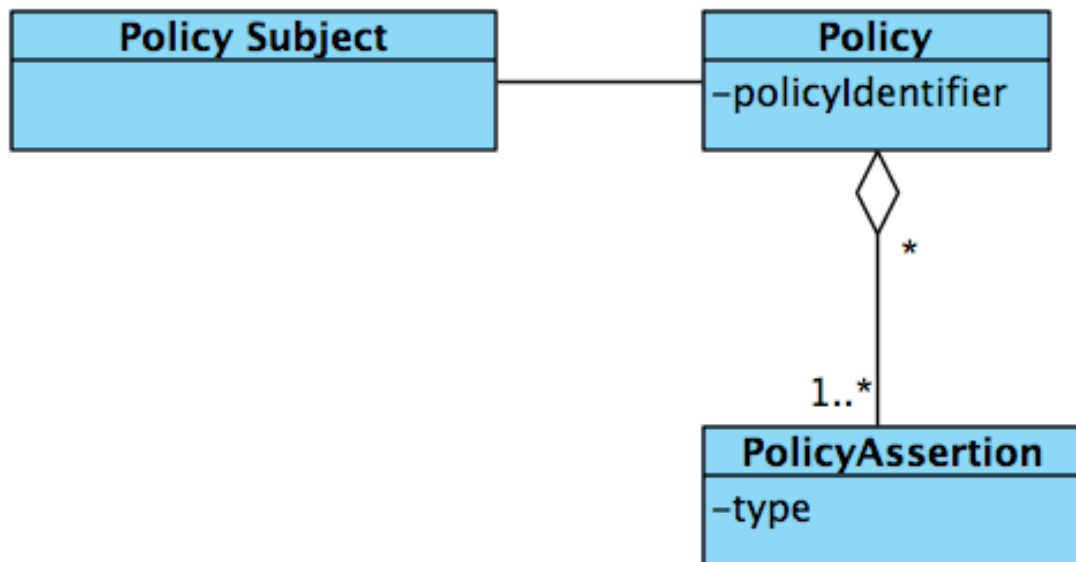 Policy Subject
Policy
-policyIdentifier
*
1..*
PolicyAssertion
-type